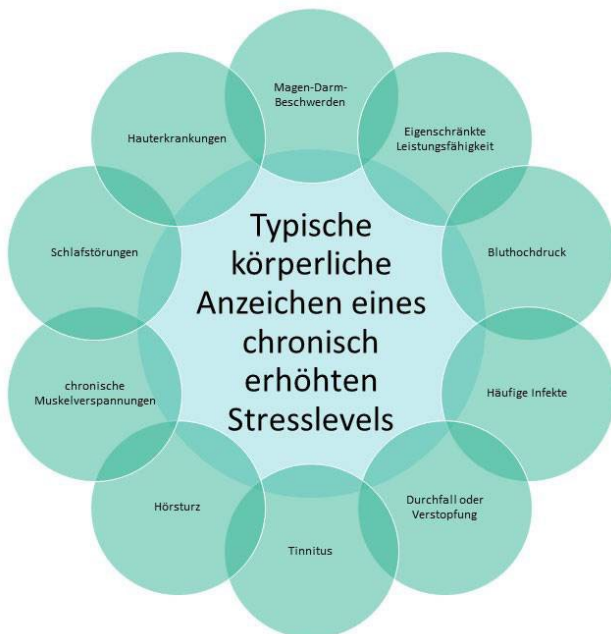 Magen-Darm-
Beschwerden
Eigenschränkte
Leistungsfähigkeit
Bluthochdruck
Häufige Infekte
Durchfall oder
Verstopfung
Tinnitus
Hörsturz
chronische
Muskelverspannungen
Schlafstörungen
Hauterkrankungen
Typische
körperliche
Anzeichen eines
chronisch
erhöhten
Stresslevels